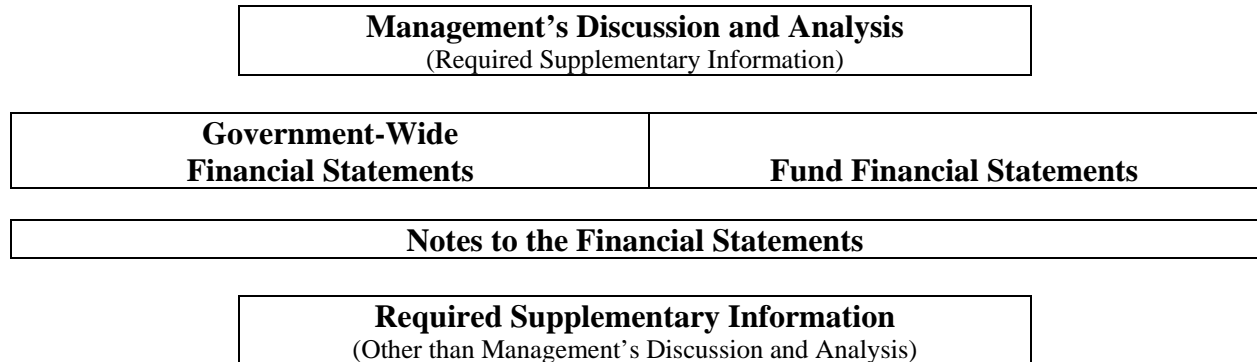 Management’s Discussion and Analysis
(Required Supplementary Information)
Government-Wide
Financial Statements
Fund Financial Statements
Notes to the Financial Statements
Required Supplementary Information
(Other than Management’s Discussion and Analysis)